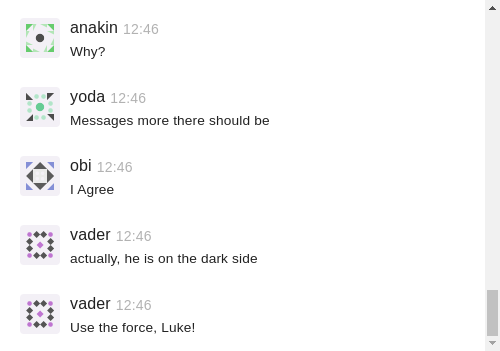 anakin 12:46
Why?
yoda 12:46
Messages more there should be
obi 12:46
I Agree
vader 12:46
actually, he is on the dark side
vader 12:46
Use the force, Luke!